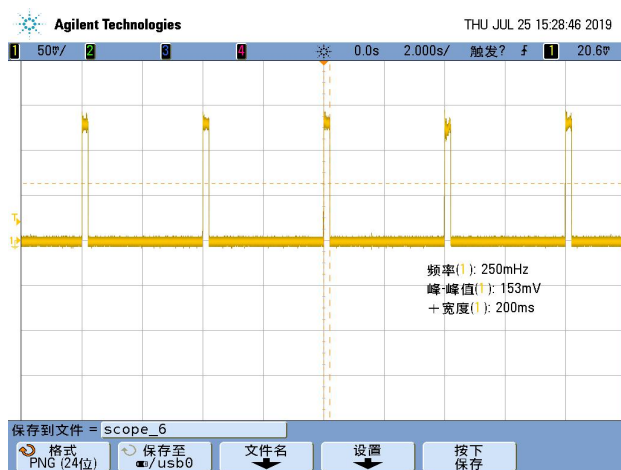 Agilent Technologies THU JUL 25 15:28:46 2019
1 50▽/ 2 3 4 0.0s 2.000s/ 触发? 1 20.6▽
T
1
频率(1): 250mHz
峰-峰值(1): 153mV
+宽度(1): 200ms
保存到文件 = scope_6
格式 保存至 文件名 设置 按下
PNG (24位) /usb0 保存